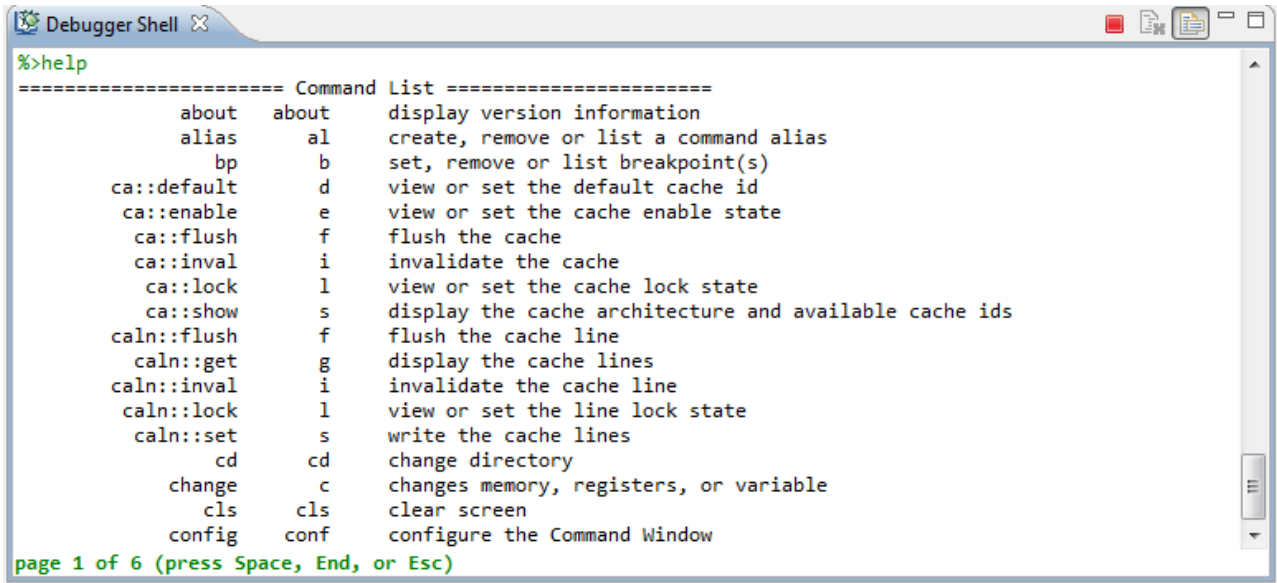 Debugger Shell
%>help
======================= Command List =======================
about about display version information
alias al create, remove or list a command alias
bp b set, remove or list breakpoint(s)
ca::default d view or set the default cache id
ca::enable e view or set the cache enable state
ca::flush f flush the cache
ca::inval i invalidate the cache
ca::lock l view or set the cache lock state
ca::show s display the cache architecture and available cache ids
caln::flush f flush the cache line
caln::get g display the cache lines
caln::inval i invalidate the cache line
caln::lock l view or set the line lock state
caln::set s write the cache lines
cd cd change directory
change c changes memory, registers, or variable
cls cls clear screen
config conf configure the Command Window
page 1 of 6 (press Space, End, or Esc)